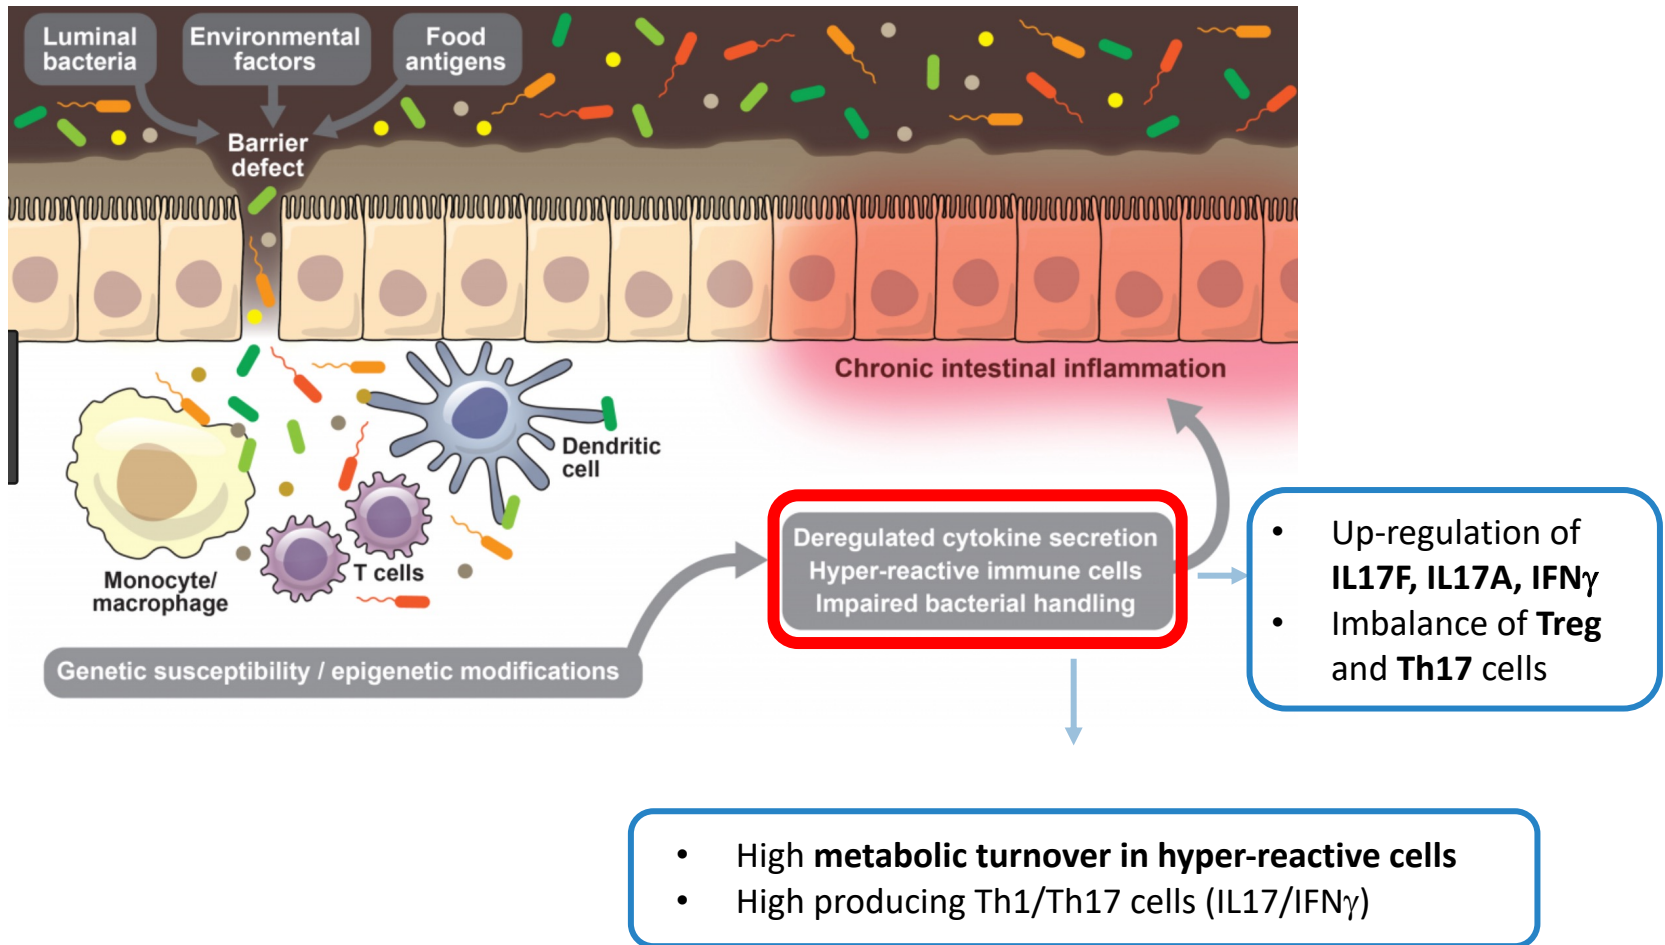 Luminal
bacteria
Environmental
factors
Food
antigens
Barrier
defect
Chronic intestinal inflammation
Dendritic
cell
Monocyte/
macrophage
T cells
Deregulated cytokine secretion
Hyper-reactive immune cells
Impaired bacterial handling
Genetic susceptibility / epigenetic modifications
• Up-regulation of
IL17F, IL17A, IFNγ
• Imbalance of Treg
and Th17 cells
• High metabolic turnover in hyper-reactive cells
• High producing Th1/Th17 cells (IL17/IFNγ)